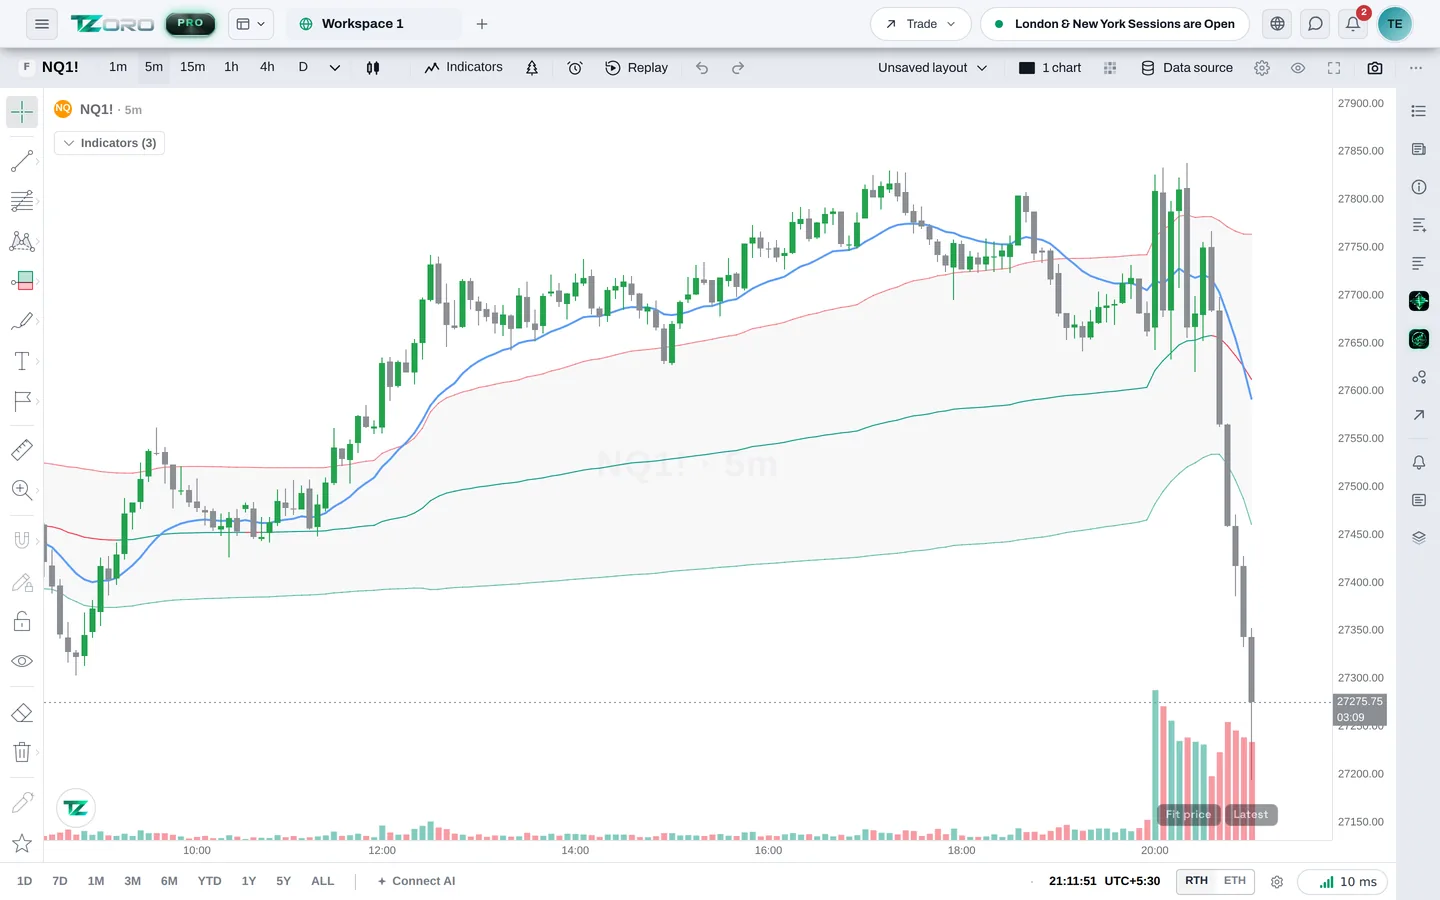 TZORO PRO Workspace 1 Trade London & New York Sessions are Open 2 TE
F NQ1! 1m 5m 15m 1h 4h D Indicators Replay Unsaved layout 1 chart Data source
NQ NQ1! · 5m
Indicators (3)
NQ1! · 5m
27900.00
27850.00
27800.00
27750.00
27700.00
27650.00
27600.00
27550.00
27500.00
27450.00
27400.00
27350.00
27300.00
27275.75
03:09
27250.00
27200.00
27150.00
TZ
Fit price Latest
10:00 12:00 14:00 16:00 18:00 20:00
1D 7D 1M 3M 6M YTD 1Y 5Y ALL Connect AI 21:11:51 UTC+5:30 RTH ETH 10 ms